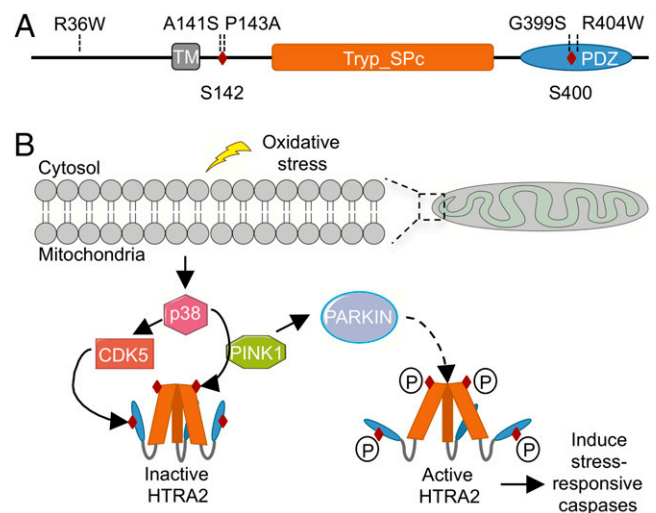 A
R36W A141S P143A G399S R404W
TM Tryp_SPc PDZ
S142 S400
B
Oxidative
stress
Cytosol
Mitochondria
p38
CDK5 PINK1 PARKIN
P P
P P
Inactive
HTRA2
Active
HTRA2
Induce
stress-
responsive
caspases